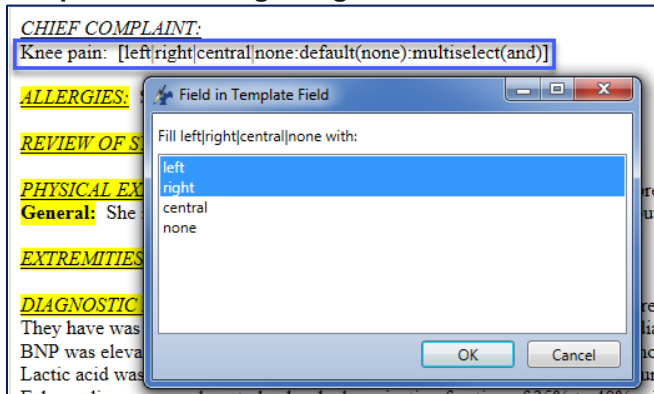 CHIEF COMPLAINT:
Knee pain: [left|right|central|none:default(none):multiselect(and)]
ALLERGIES:
Field in Template Field
Fill left|right|central|none with:
REVIEW OF S
left
right
PHYSICAL EX
central
General: She
none
EXTREMITIES
DIAGNOSTIC
They have was
BNP was eleva
OK
Cancel
Lactic acid was